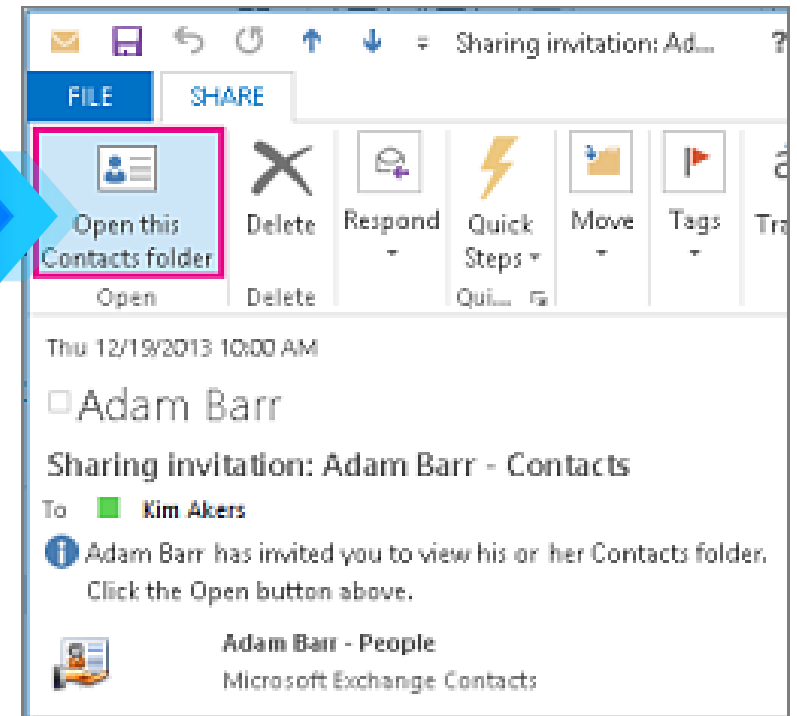 Sharing invitation: Ad... ?
FILE SHARE
Open this
Contacts folder
Delete
Respond
Quick
Steps
Move
Tags
Open Delete Qui...
Thu 12/19/2013 10:00 AM
Adam Barr
Sharing invitation: Adam Barr - Contacts
To Kim Akers
Adam Barr has invited you to view his or her Contacts folder.
Click the Open button above.
Adam Barr - People
Microsoft Exchange Contacts